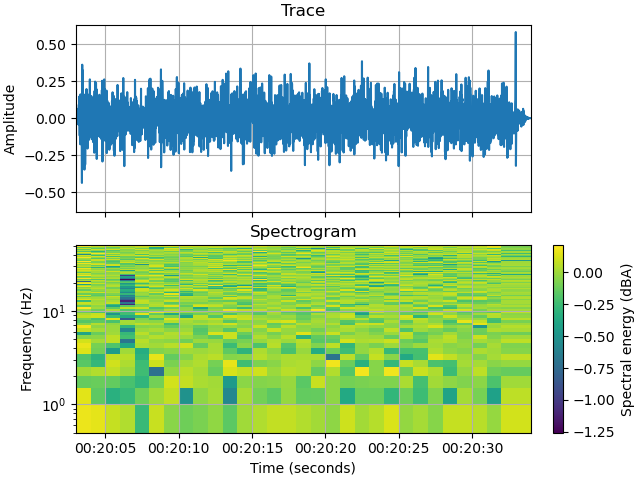 Trace
0.50
0.25
0.00
−0.25
−0.50
Amplitude
Spectrogram
10¹
10⁰
Frequency (Hz)
00:20:05 00:20:10 00:20:15 00:20:20 00:20:25 00:20:30
Time (seconds)
0.00
−0.25
−0.50
−0.75
−1.00
−1.25
Spectral energy (dBA)